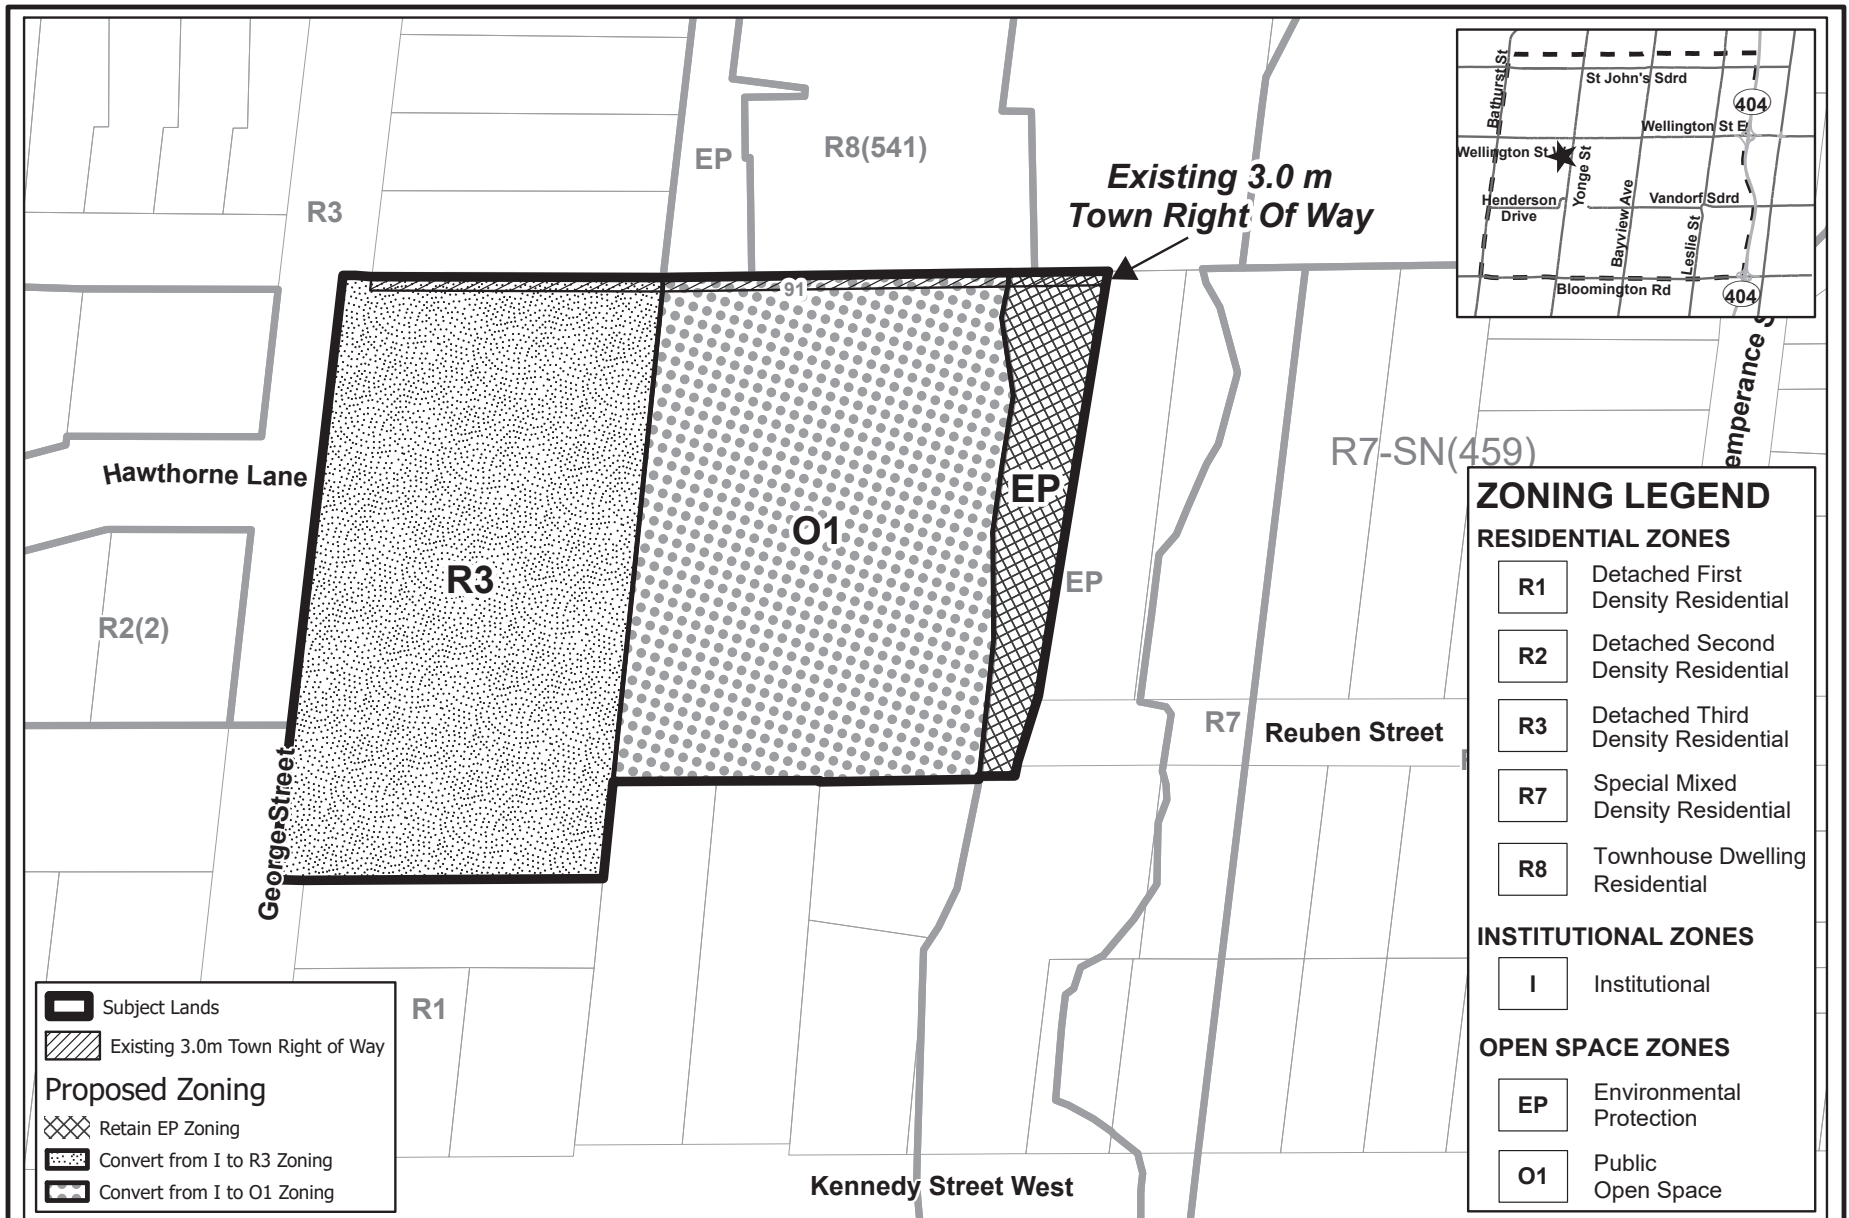 EP
R8(541)
R3
Existing 3.0 m
Town Right Of Way
91
Bathurst St
St John's Sdrd
404
Wellington St E
Wellington St
Yonge St
Henderson
Drive
Bayview Ave
Vandorf Sdrd
Leslie St
Bloomington Rd
404
Hawthorne Lane
R2(2)
R3
O1
EP
EP
R7-SN(459)
emperance S
R7
Reuben Street
George Street
R1
Kennedy Street West
Subject Lands
Existing 3.0m Town Right of Way
Proposed Zoning
Retain EP Zoning
Convert from I to R3 Zoning
Convert from I to O1 Zoning
ZONING LEGEND
RESIDENTIAL ZONES
R1 Detached First
Density Residential
R2 Detached Second
Density Residential
R3 Detached Third
Density Residential
R7 Special Mixed
Density Residential
R8 Townhouse Dwelling
Residential
INSTITUTIONAL ZONES
I Institutional
OPEN SPACE ZONES
EP Environmental
Protection
O1 Public
Open Space